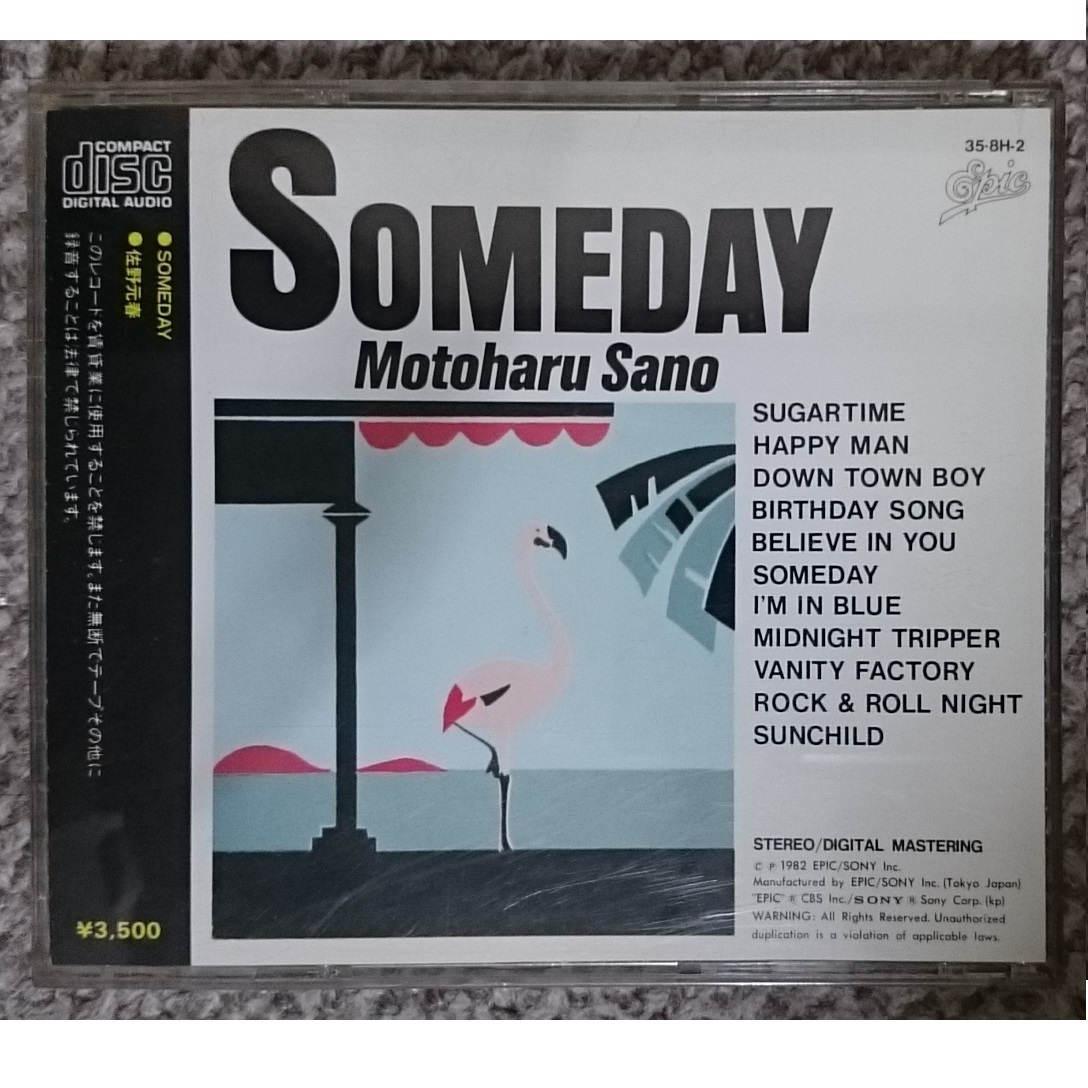 COMPACT
disc
DIGITAL AUDIO
●SOMEDAY
●佐野元春
このレコードを賃貸業に使用することを禁じます。また無断でテープその他に
録音することは法律で禁じられています。
¥3,500
SOMEDAY
Motoharu Sano
35·8H-2
Epic
SUGARTIME
HAPPY MAN
DOWN TOWN BOY
BIRTHDAY SONG
BELIEVE IN YOU
SOMEDAY
I'M IN BLUE
MIDNIGHT TRIPPER
VANITY FACTORY
ROCK & ROLL NIGHT
SUNCHILD
STEREO/DIGITAL MASTERING
© ℗ 1982 EPIC/SONY Inc.
Manufactured by EPIC/SONY Inc. (Tokyo Japan)
"EPIC" ® CBS Inc./SONY ® Sony Corp. (kp)
WARNING: All Rights Reserved. Unauthorized
duplication is a violation of applicable laws.